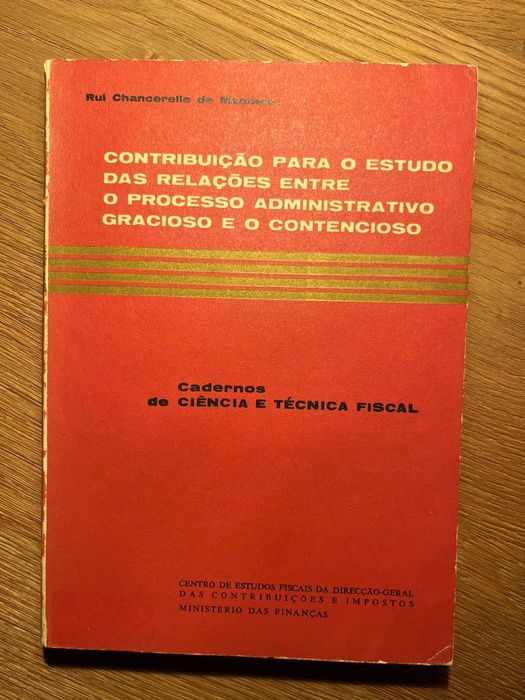 Rui Chancerelle de Machete
CONTRIBUIÇÃO PARA O ESTUDO
DAS RELAÇÕES ENTRE
O PROCESSO ADMINISTRATIVO
GRACIOSO E O CONTENCIOSO
Cadernos
de CIÊNCIA E TÉCNICA FISCAL
CENTRO DE ESTUDOS FISCAIS DA DIRECÇÃO-GERAL
DAS CONTRIBUIÇÕES E IMPOSTOS
MINISTÉRIO DAS FINANÇAS